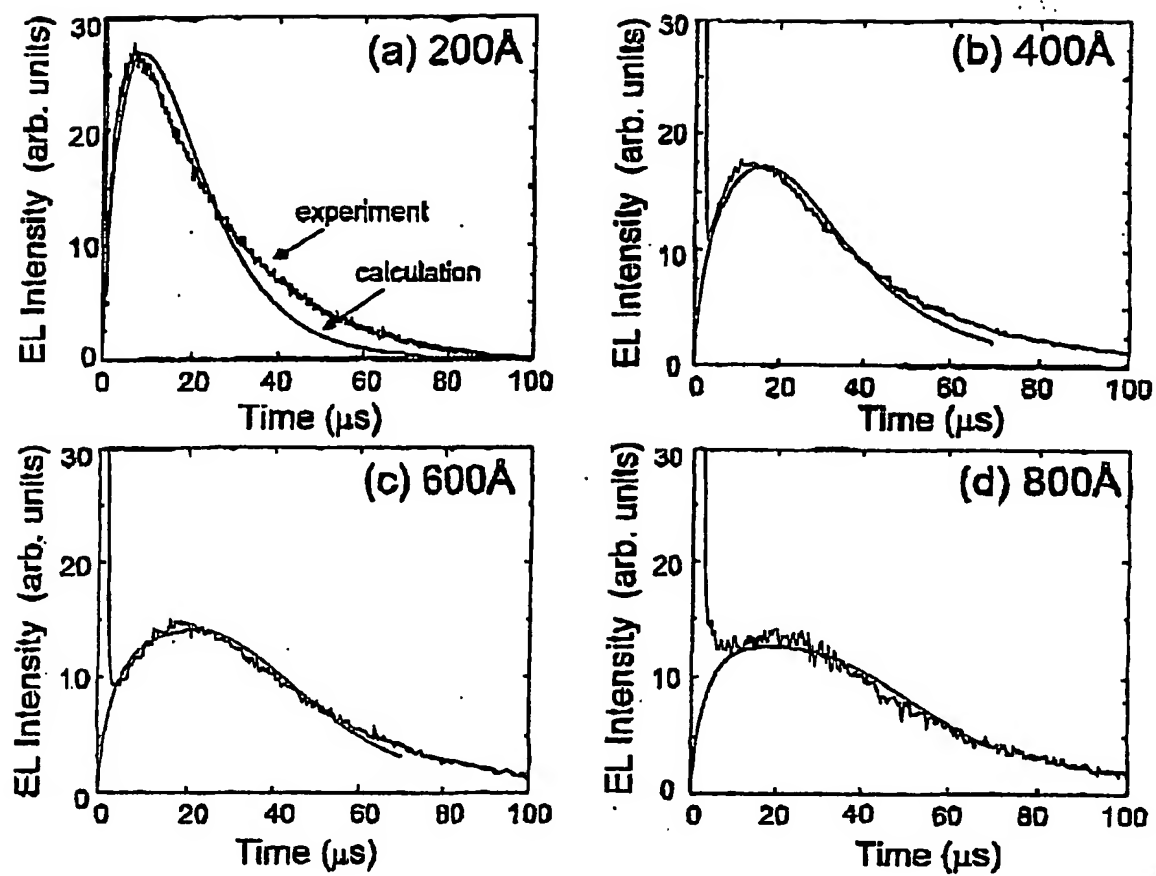 (a) 200Å
EL Intensity (arb. units)
30
20
10
0
experiment
calculation
0 20 40 60 80 100
Time (μs)
(b) 400Å
EL Intensity (arb. units)
30
20
10
0
0 20 40 60 80 100
Time (μs)
(c) 600Å
EL Intensity (arb. units)
30
20
10
0
0 20 40 60 80 100
Time (μs)
(d) 800Å
EL Intensity (arb. units)
30
20
10
0
0 20 40 60 80 100
Time (μs)